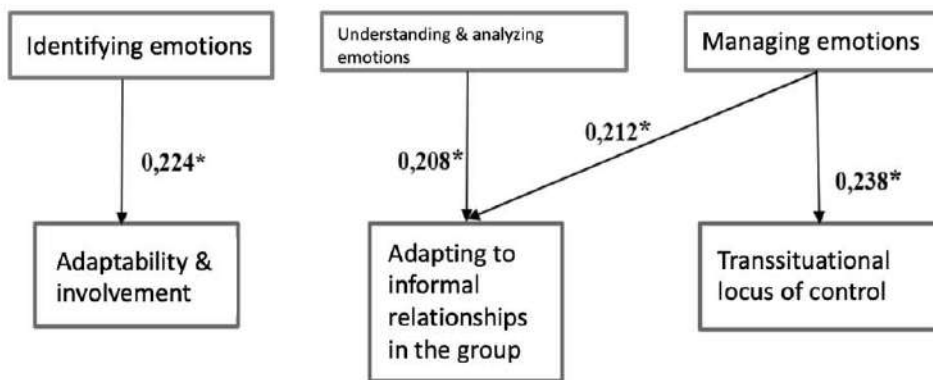 Identifying emotions
Understanding & analyzing
emotions
Managing emotions
0,224*
0,208*
0,212*
0,238*
Adaptability &
involvement
Adapting to
informal
relationships
in the group
Transsituational
locus of control